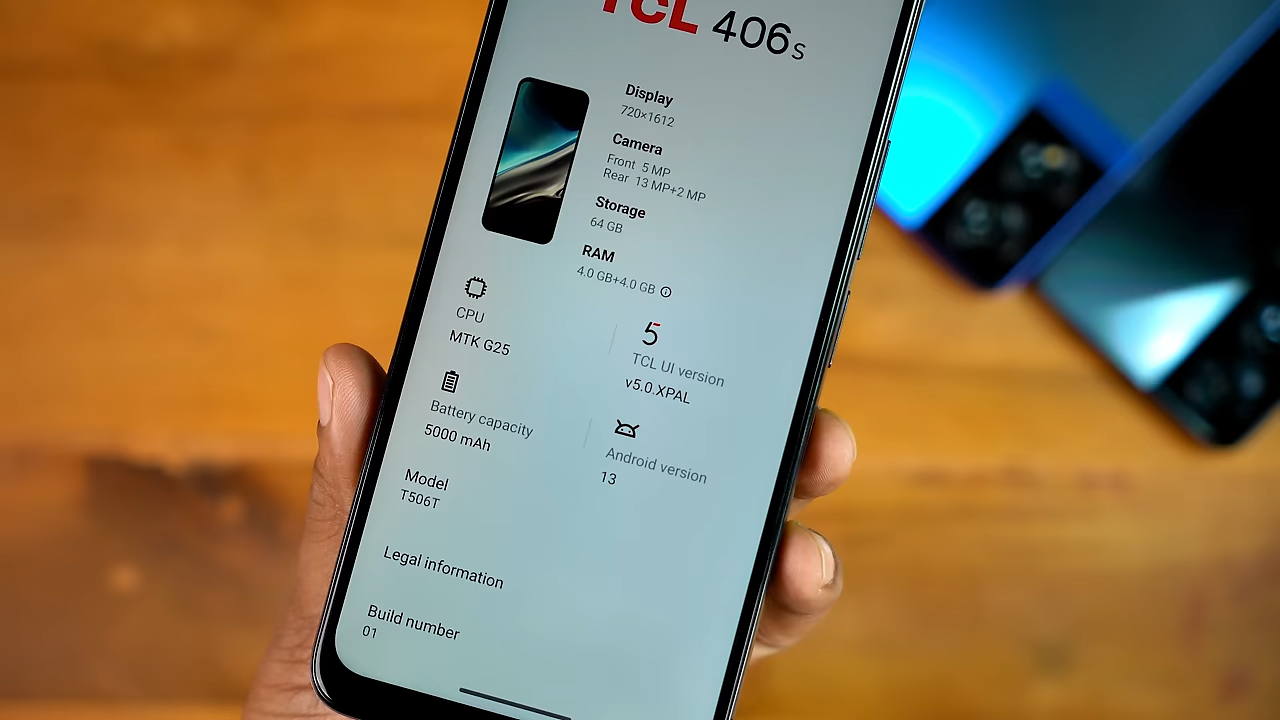 TCL 406s
Display
720×1612
Camera
Front 5 MP
Rear 13 MP+2 MP
Storage
64 GB
RAM
4.0 GB+4.0 GB
CPU
MTK G25
5
TCL UI version
v5.0.XPAL
Battery capacity
5000 mAh
Android version
13
Model
T506T
Legal information
Build number
01